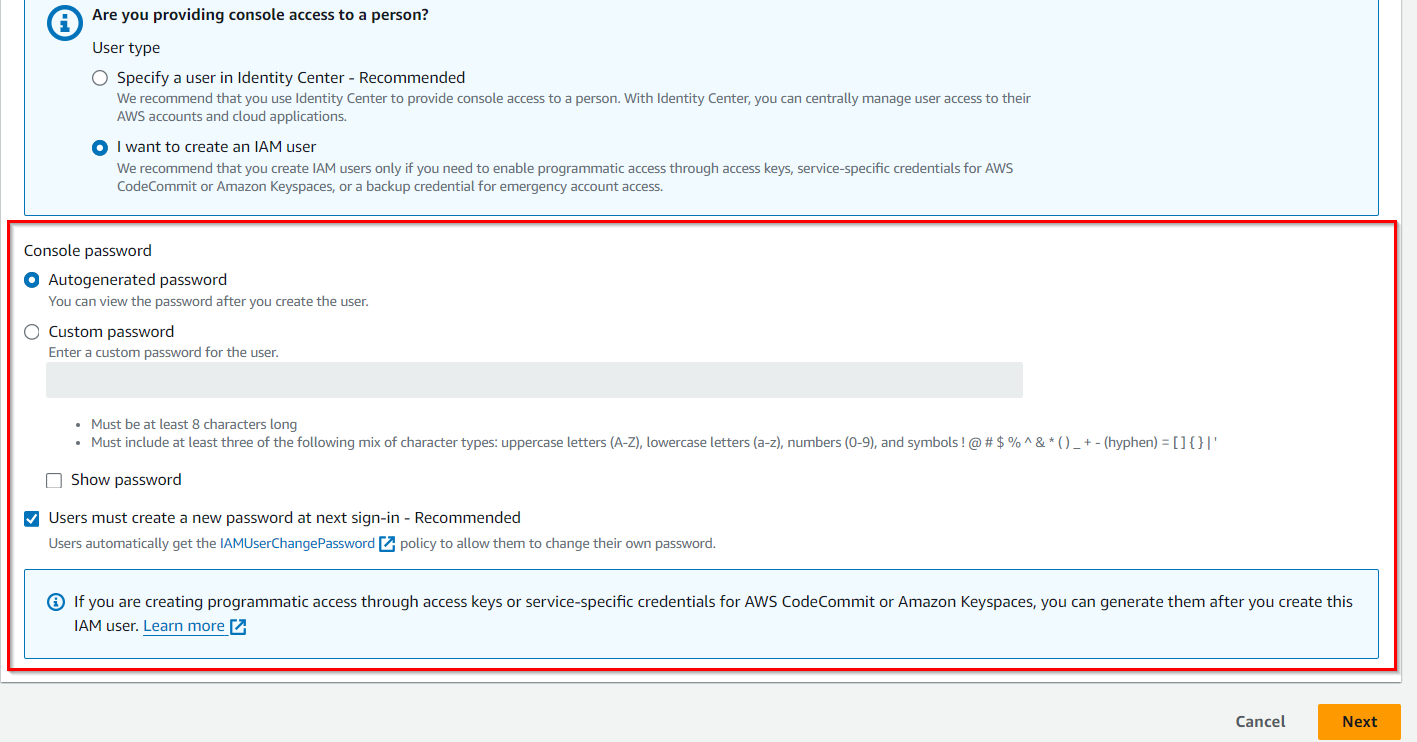 Are you providing console access to a person?
User type
Specify a user in Identity Center - Recommended
We recommend that you use Identity Center to provide console access to a person. With Identity Center, you can centrally manage user access to their
AWS accounts and cloud applications.
I want to create an IAM user
We recommend that you create IAM users only if you need to enable programmatic access through access keys, service-specific credentials for AWS
CodeCommit or Amazon Keyspaces, or a backup credential for emergency account access.
Console password
Autogenerated password
You can view the password after you create the user.
Custom password
Enter a custom password for the user.
• Must be at least 8 characters long
• Must include at least three of the following mix of character types: uppercase letters (A-Z), lowercase letters (a-z), numbers (0-9), and symbols ! @ # $ % ^ & * ( ) _ + - (hyphen) = [ ] { } | '
Show password
Users must create a new password at next sign-in - Recommended
Users automatically get the IAMUserChangePassword policy to allow them to change their own password.
If you are creating programmatic access through access keys or service-specific credentials for AWS CodeCommit or Amazon Keyspaces, you can generate them after you create this
IAM user. Learn more
Cancel
Next